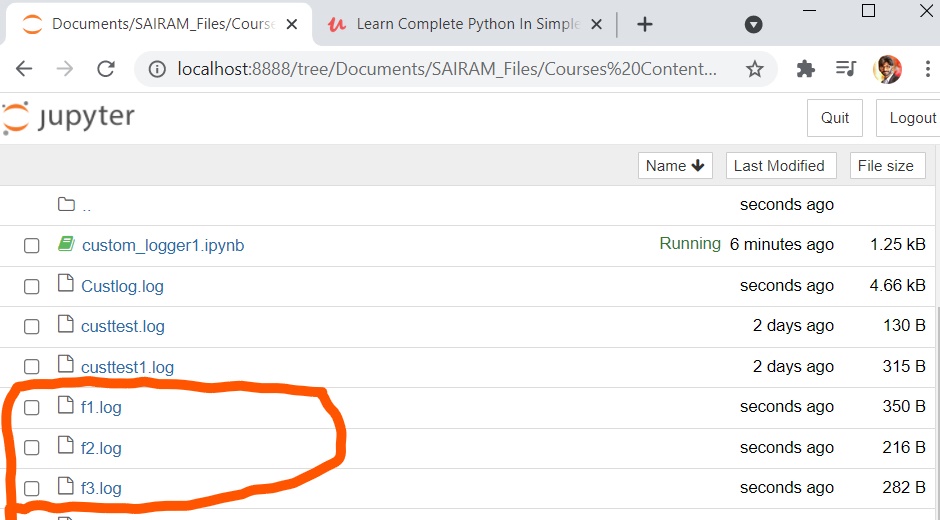 Documents/SAIRAM_Files/Course
Learn Complete Python In Simple
localhost:8888/tree/Documents/SAIRAM_Files/Courses%20Content...
jupyter
Quit
Logout
Name
Last Modified
File size
..
seconds ago
custom_logger1.ipynb
Running
6 minutes ago
1.25 kB
Custlog.log
seconds ago
4.66 kB
custtest.log
2 days ago
130 B
custtest1.log
2 days ago
315 B
f1.log
seconds ago
350 B
f2.log
seconds ago
216 B
f3.log
seconds ago
282 B